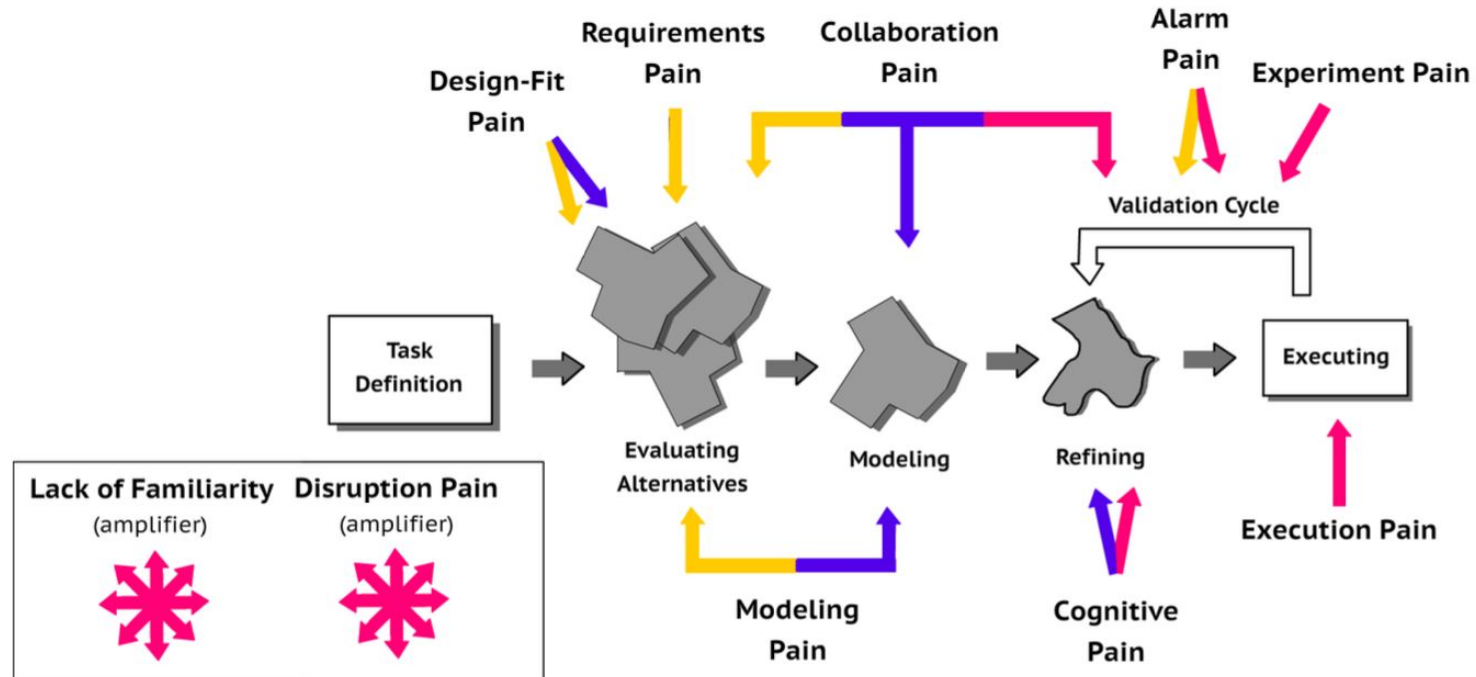 Requirements
Pain
Collaboration
Pain
Alarm
Pain
Experiment Pain
Design-Fit
Pain
Validation Cycle
Task
Definition
Executing
Evaluating
Alternatives
Modeling
Refining
Lack of Familiarity
(amplifier)
Disruption Pain
(amplifier)
Execution Pain
Modeling
Pain
Cognitive
Pain